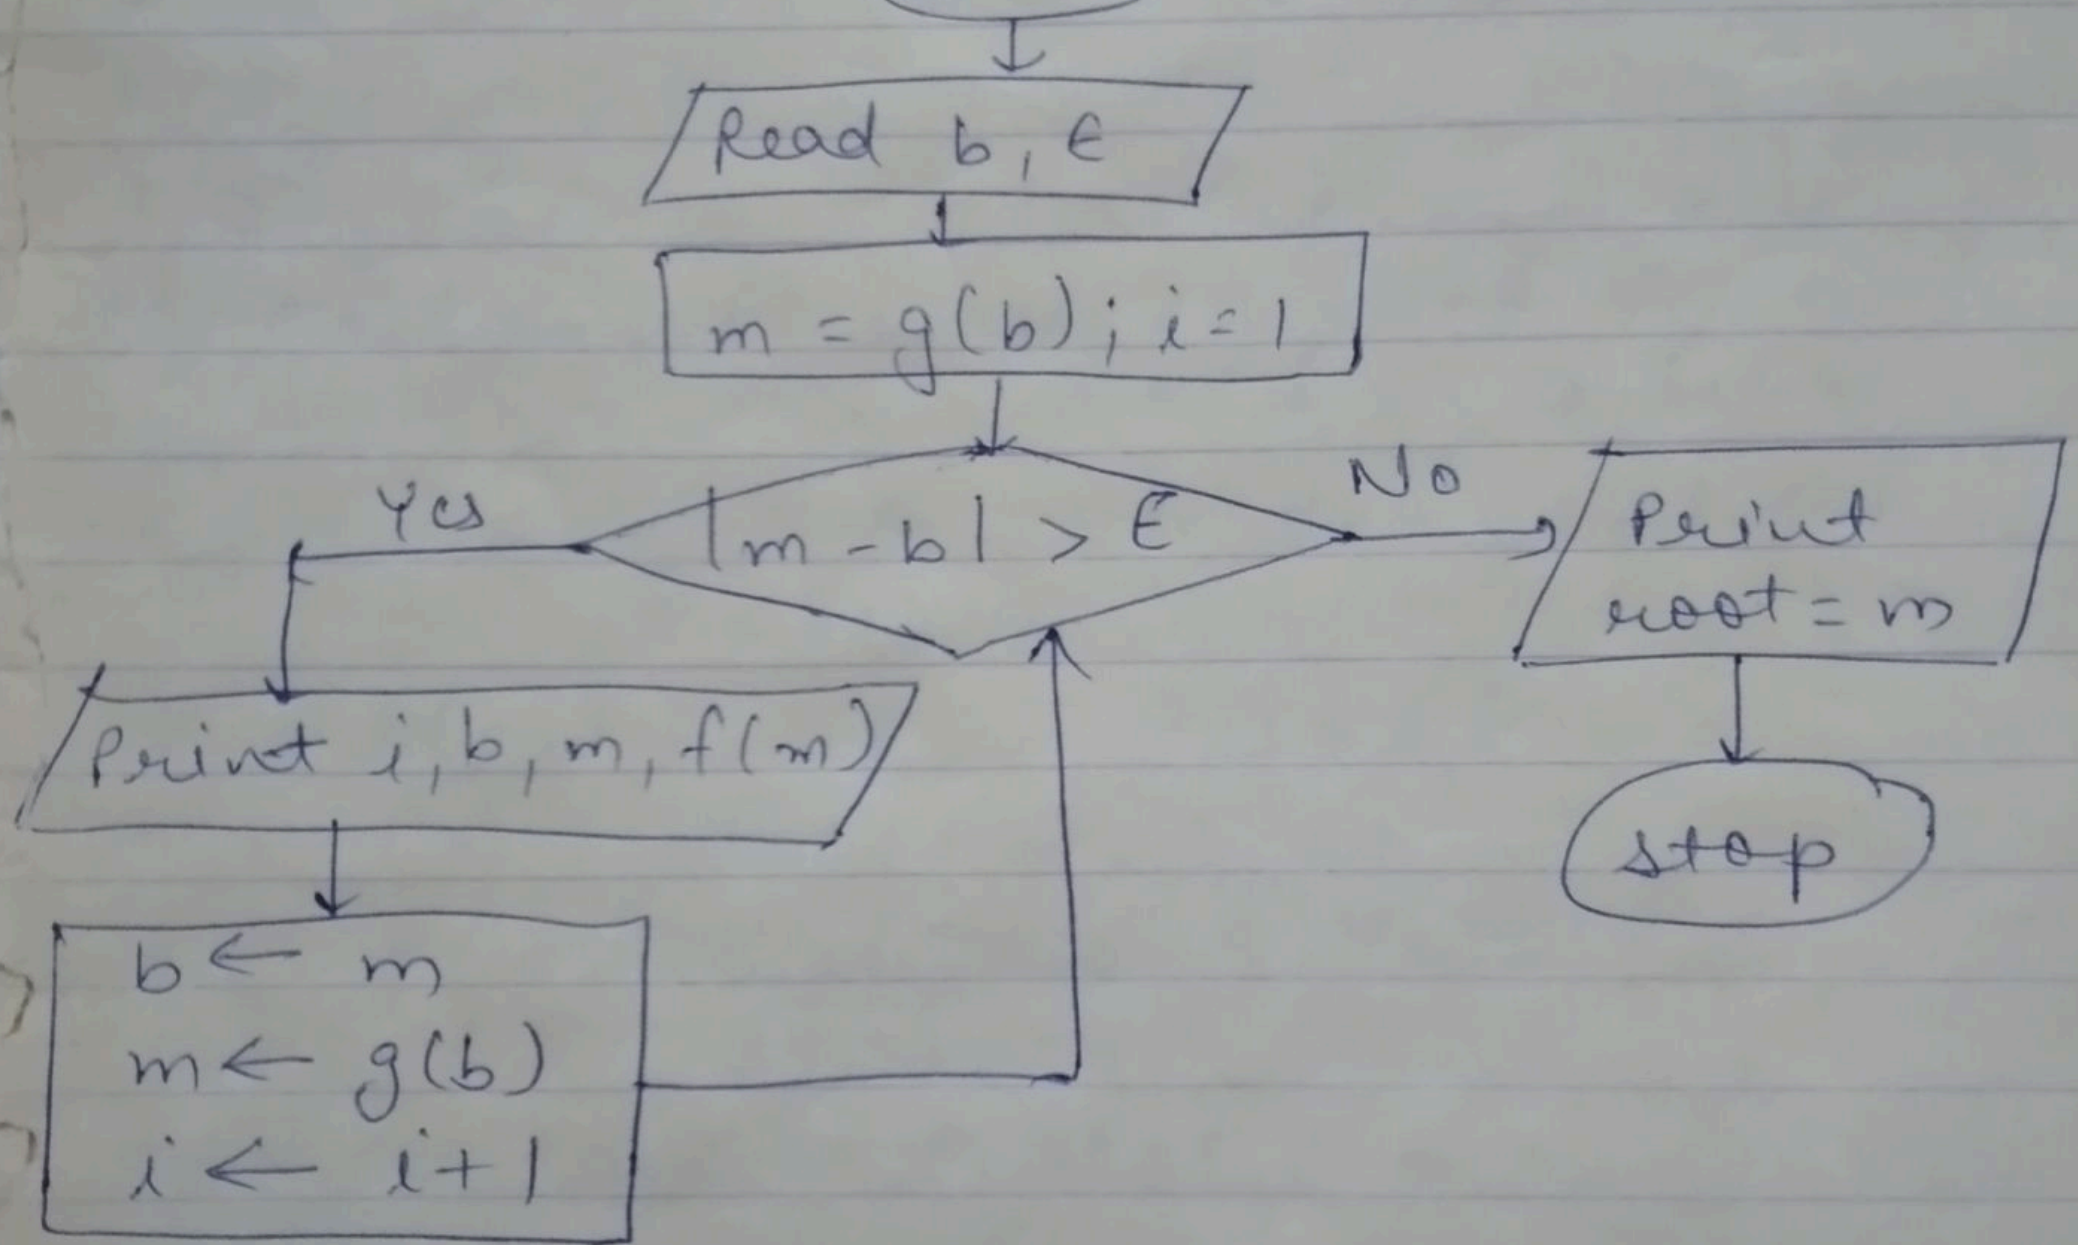 Read b, ϵ
m = g(b); i = 1
Yes
|m - b| > ϵ
No
Print
root = m
Print i, b, m, f(m)
stop
b ← m
m ← g(b)
i ← i+1